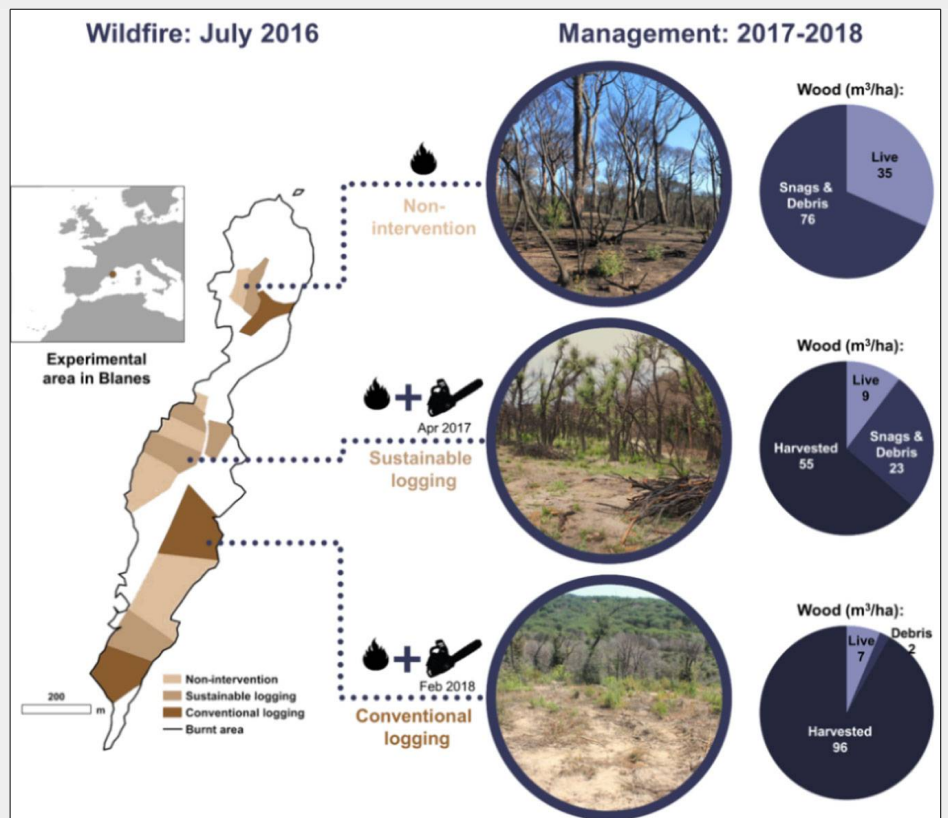 Wildfire: July 2016
Management: 2017-2018
Wood (m³/ha):
Live
35
Snags &
Debris
76
Non-
intervention
Experimental
area in Blanes
Wood (m³/ha):
Live
9
Snags &
Debris
23
Harvested
55
Apr 2017
Sustainable
logging
Wood (m³/ha):
Live
7
Debris
2
Harvested
96
Feb 2018
Conventional
logging
200
m
Non-intervention
Sustainable logging
Conventional logging
Burnt area